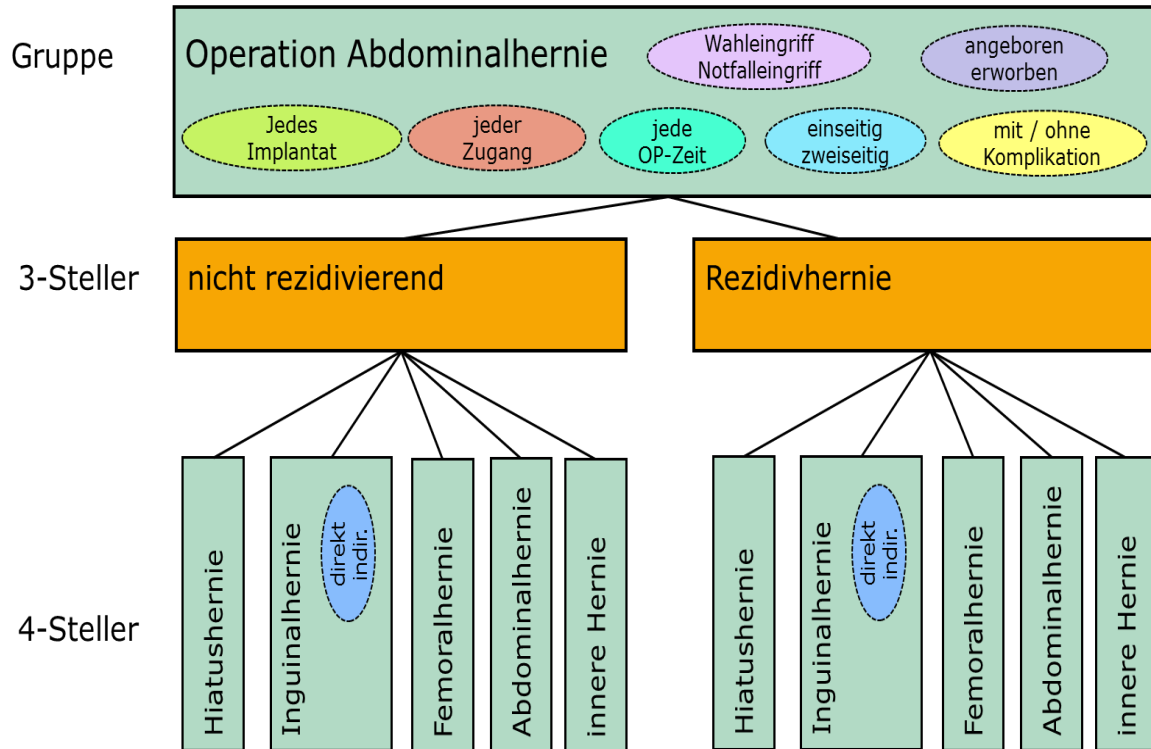 Gruppe
Operation Abdominalhernie
Wahleingriff
Notfalleingriff
angeboren
erworben
Jedes
Implantat
jeder
Zugang
jede
OP-Zeit
einseitig
zweiseitig
mit / ohne
Komplikation
3-Steller
nicht rezidivierend
Rezidivhernie
4-Steller
Hiatushernie
Inguinalhernie
direkt
indir.
Femoralhernie
Abdominalhernie
innere Hernie
Hiatushernie
Inguinalhernie
direkt
indir.
Femoralhernie
Abdominalhernie
innere Hernie